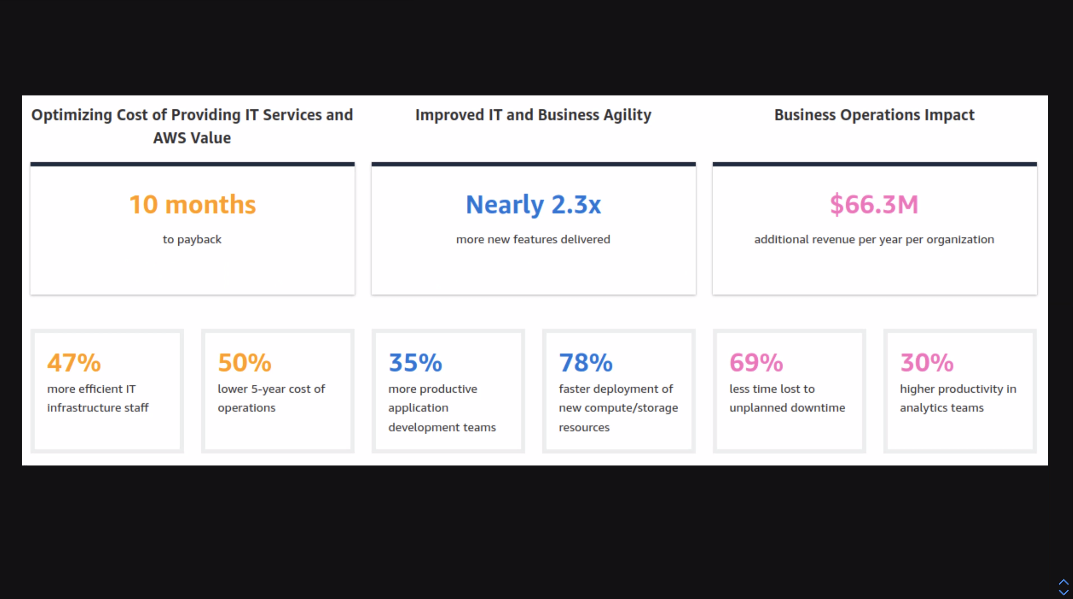 Optimizing Cost of Providing IT Services and
AWS Value
10 months
to payback
47%
more efficient IT
infrastructure staff
50%
lower 5-year cost of
operations
Improved IT and Business Agility
Nearly 2.3x
more new features delivered
35%
more productive
application
development teams
78%
faster deployment of
new compute/storage
resources
Business Operations Impact
$66.3M
additional revenue per year per organization
69%
less time lost to
unplanned downtime
30%
higher productivity in
analytics teams